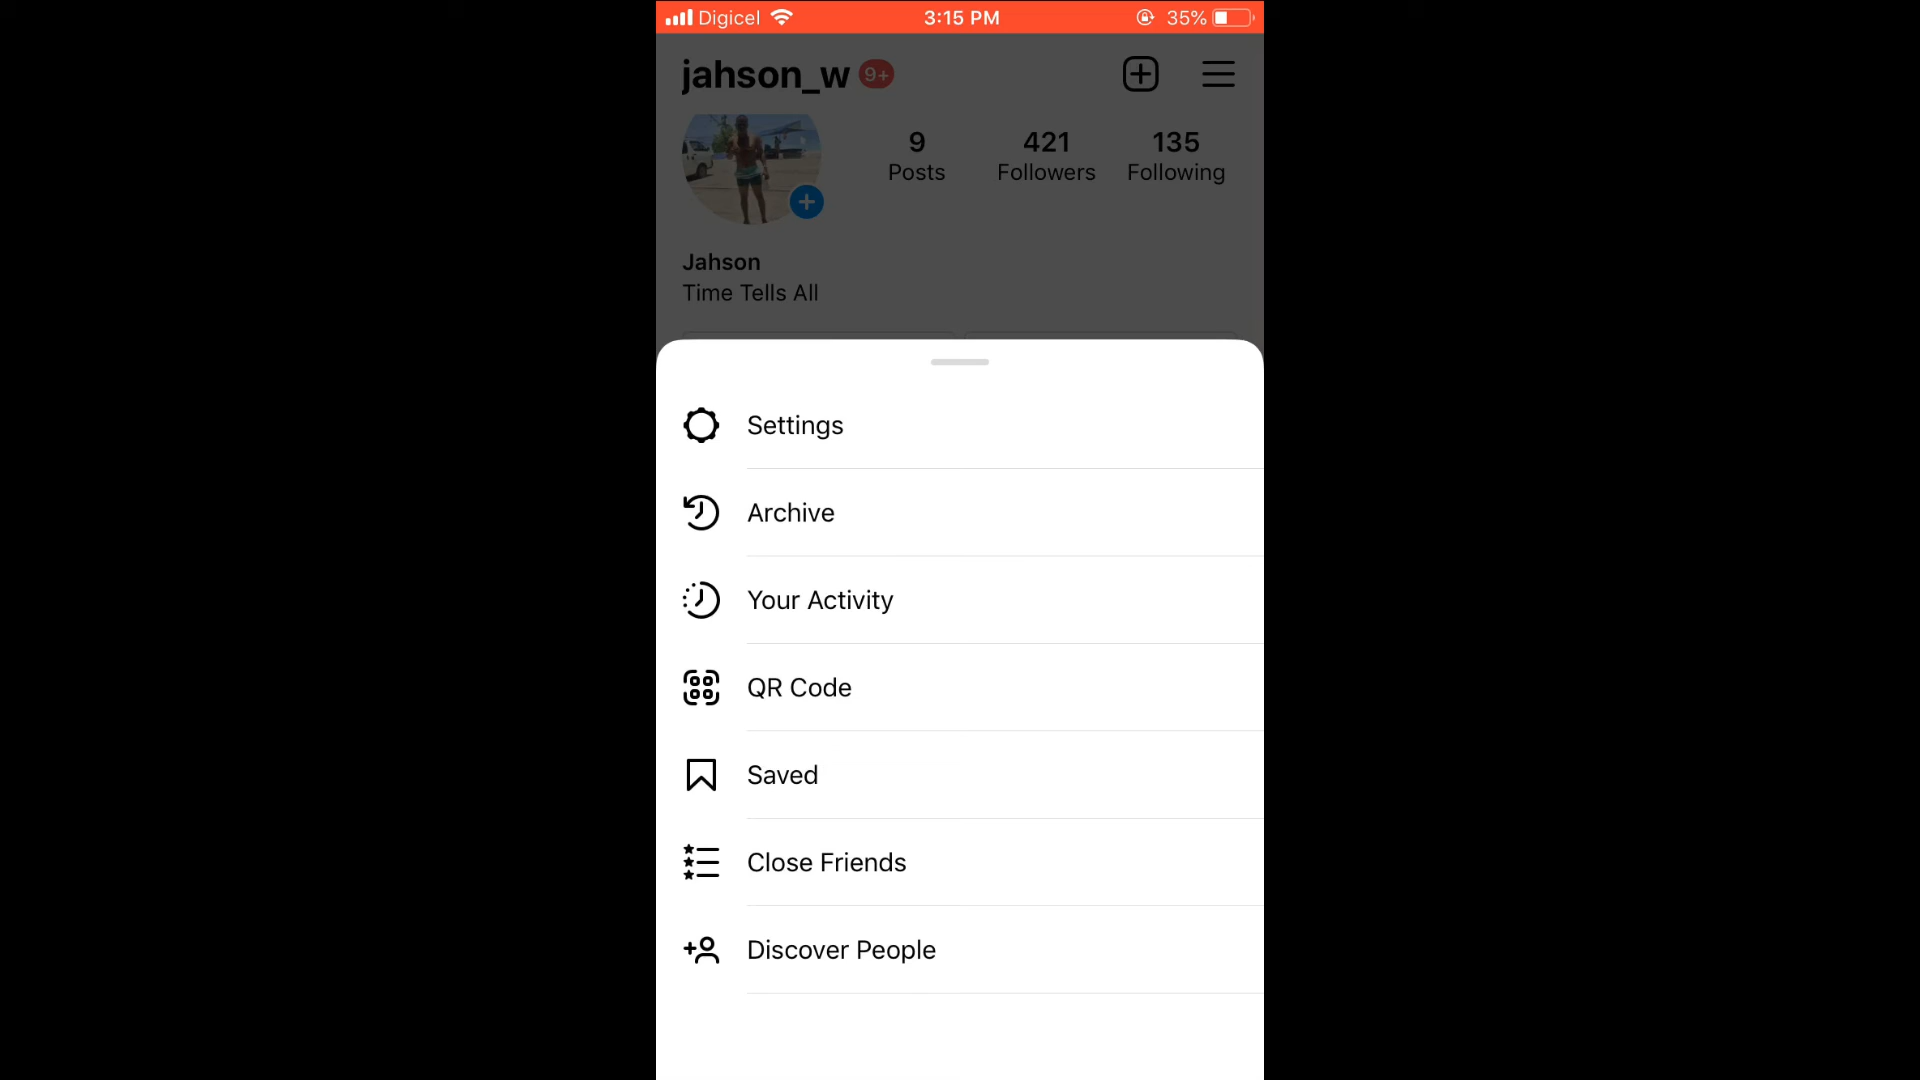 Digicel 3:15 PM 35%
jahson_w 9+
9 421 135
Posts Followers Following
Jahson
Time Tells All
Settings
Archive
Your Activity
QR Code
Saved
Close Friends
Discover People